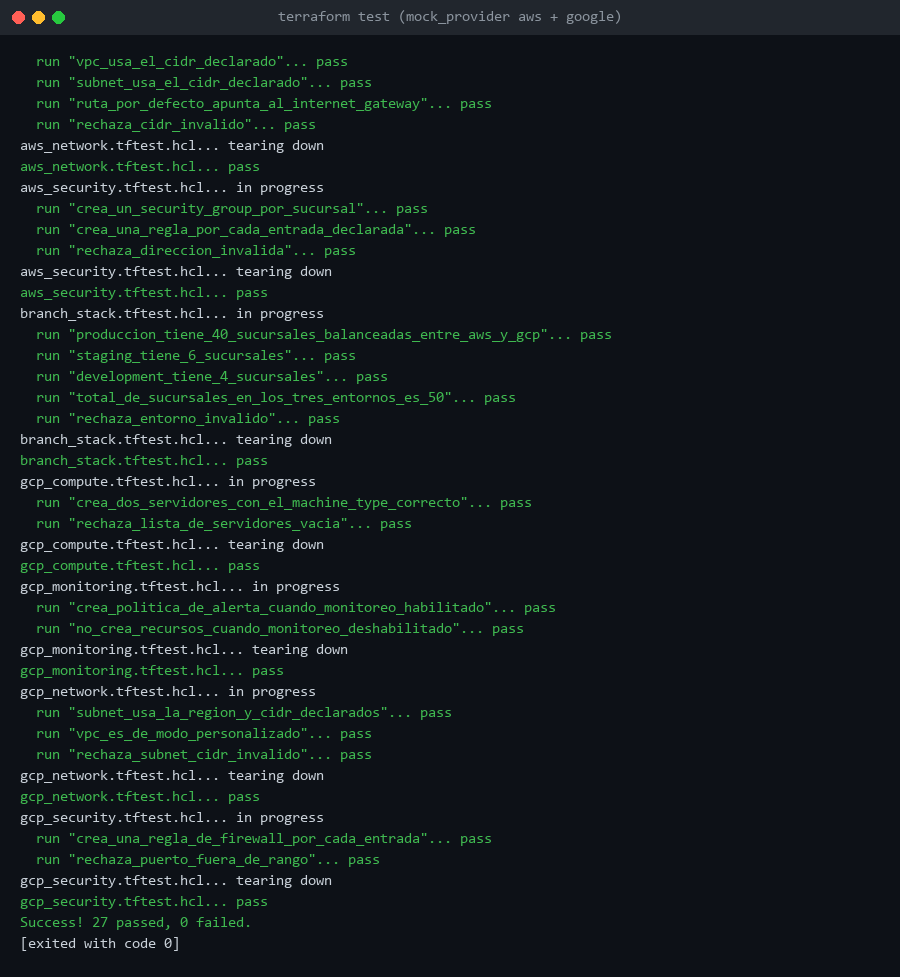 terraform test (mock_provider aws + google)
run "vpc_usa_el_cidr_declarado"... pass
run "subnet_usa_el_cidr_declarado"... pass
run "ruta_por_defecto_apunta_al_internet_gateway"... pass
run "rechaza_cidr_invalido"... pass
aws_network.tftest.hcl... tearing down
aws_network.tftest.hcl... pass
aws_security.tftest.hcl... in progress
run "crea_un_security_group_por_sucursal"... pass
run "crea_una_regla_por_cada_entrada_declarada"... pass
run "rechaza_direccion_invalida"... pass
aws_security.tftest.hcl... tearing down
aws_security.tftest.hcl... pass
branch_stack.tftest.hcl... in progress
run "produccion_tiene_40_sucursales_balanceadas_entre_aws_y_gcp"... pass
run "staging_tiene_6_sucursales"... pass
run "development_tiene_4_sucursales"... pass
run "total_de_sucursales_en_los_tres_entornos_es_50"... pass
run "rechaza_entorno_invalido"... pass
branch_stack.tftest.hcl... tearing down
branch_stack.tftest.hcl... pass
gcp_compute.tftest.hcl... in progress
run "crea_dos_servidores_con_el_machine_type_correcto"... pass
run "rechaza_lista_de_servidores_vacia"... pass
gcp_compute.tftest.hcl... tearing down
gcp_compute.tftest.hcl... pass
gcp_monitoring.tftest.hcl... in progress
run "crea_politica_de_alerta_cuando_monitoreo_habilitado"... pass
run "no_crea_recursos_cuando_monitoreo_deshabilitado"... pass
gcp_monitoring.tftest.hcl... tearing down
gcp_monitoring.tftest.hcl... pass
gcp_network.tftest.hcl... in progress
run "subnet_usa_la_region_y_cidr_declarados"... pass
run "vpc_es_de_modo_personalizado"... pass
run "rechaza_subnet_cidr_invalido"... pass
gcp_network.tftest.hcl... tearing down
gcp_network.tftest.hcl... pass
gcp_security.tftest.hcl... in progress
run "crea_una_regla_de_firewall_por_cada_entrada"... pass
run "rechaza_puerto_fuera_de_rango"... pass
gcp_security.tftest.hcl... tearing down
gcp_security.tftest.hcl... pass
Success! 27 passed, 0 failed.
[exited with code 0]